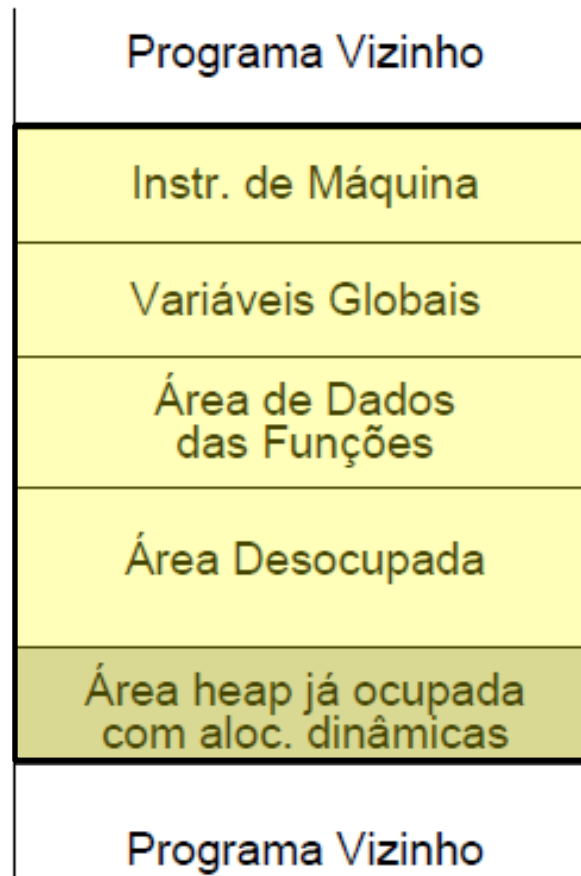 Programa Vizinho
Instr. de Máquina
Variáveis Globais
Área de Dados
das Funções
Área Desocupada
Área heap já ocupada
com aloc. dinâmicas
Programa Vizinho